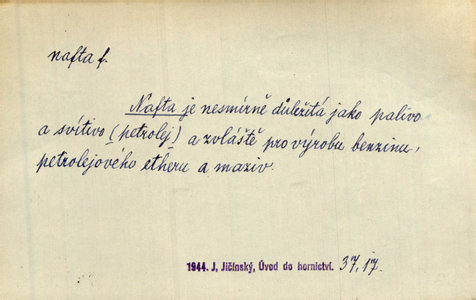 nafta f.
Nafta je nesmírně důležitá jako palivo
a svítivo (petrolej) a zvláště pro výrobu benzinu,
petrolejového etheru a maziv.
1944. J. Jičínský, Úvod do hornictví. 37,17.